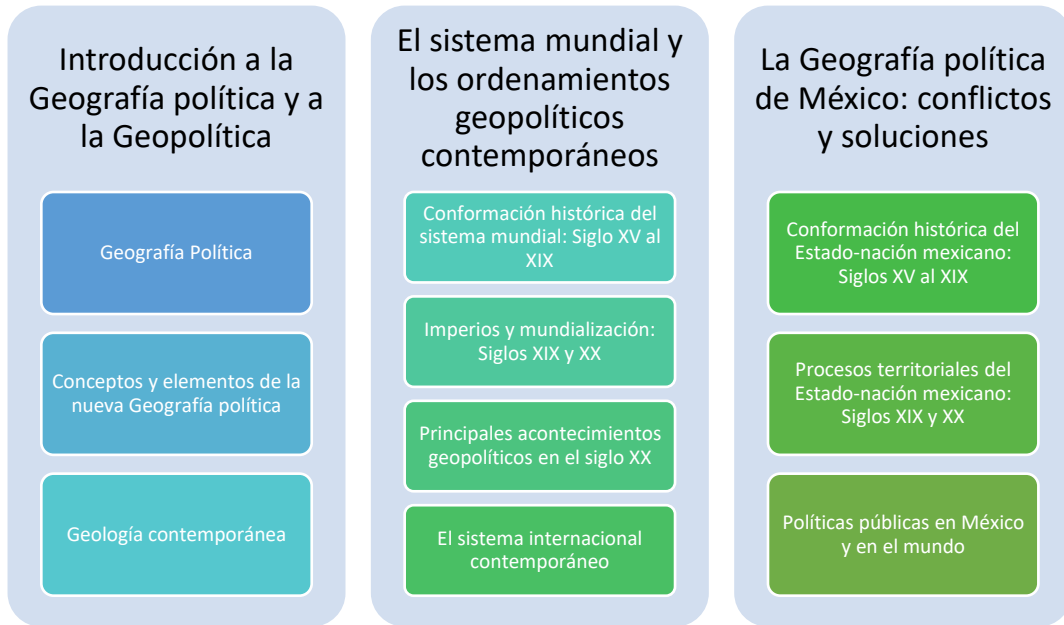 Introducción a la
Geografía política y a
la Geopolítica
Geografía Política
Conceptos y elementos de la
nueva Geografía política
Geología contemporánea
El sistema mundial y
los ordenamientos
geopolíticos
contemporáneos
Conformación histórica del
sistema mundial: Siglo XV al
XIX
Imperios y mundialización:
Siglos XIX y XX
Principales acontecimientos
geopolíticos en el siglo XX
El sistema internacional
contemporáneo
La Geografía política
de México: conflictos
y soluciones
Conformación histórica del
Estado-nación mexicano:
Siglos XV al XIX
Procesos territoriales del
Estado-nación mexicano:
Siglos XIX y XX
Políticas públicas en México
y en el mundo